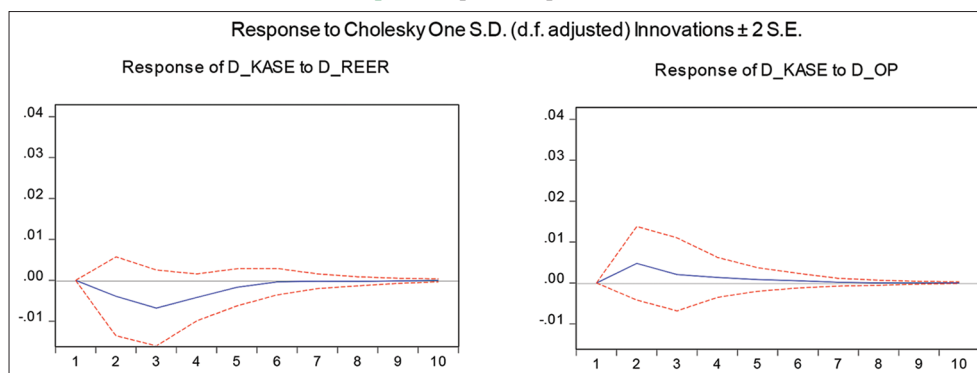 Response to Cholesky One S.D. (d.f. adjusted) Innovations ± 2 S.E.
Response of D_KASE to D_REER
.04
.03
.02
.01
.00
-.01
1 2 3 4 5 6 7 8 9 10
Response of D_KASE to D_OP
.04
.03
.02
.01
.00
-.01
1 2 3 4 5 6 7 8 9 10